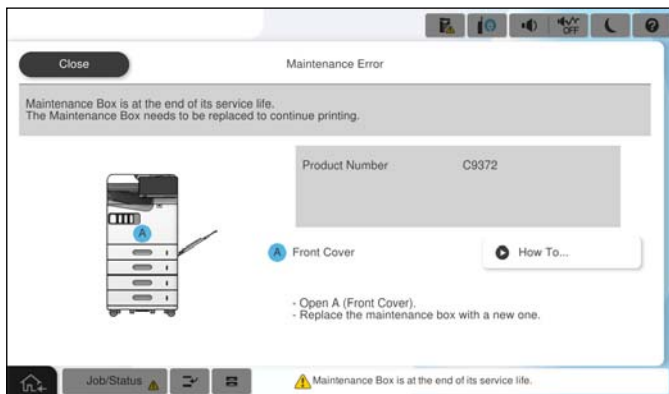 OFF
Close
Maintenance Error
Maintenance Box is at the end of its service life.
The Maintenance Box needs to be replaced to continue printing.
Product Number C9372
A
A Front Cover
How To...
- Open A (Front Cover).
- Replace the maintenance box with a new one.
Job/Status
Maintenance Box is at the end of its service life.